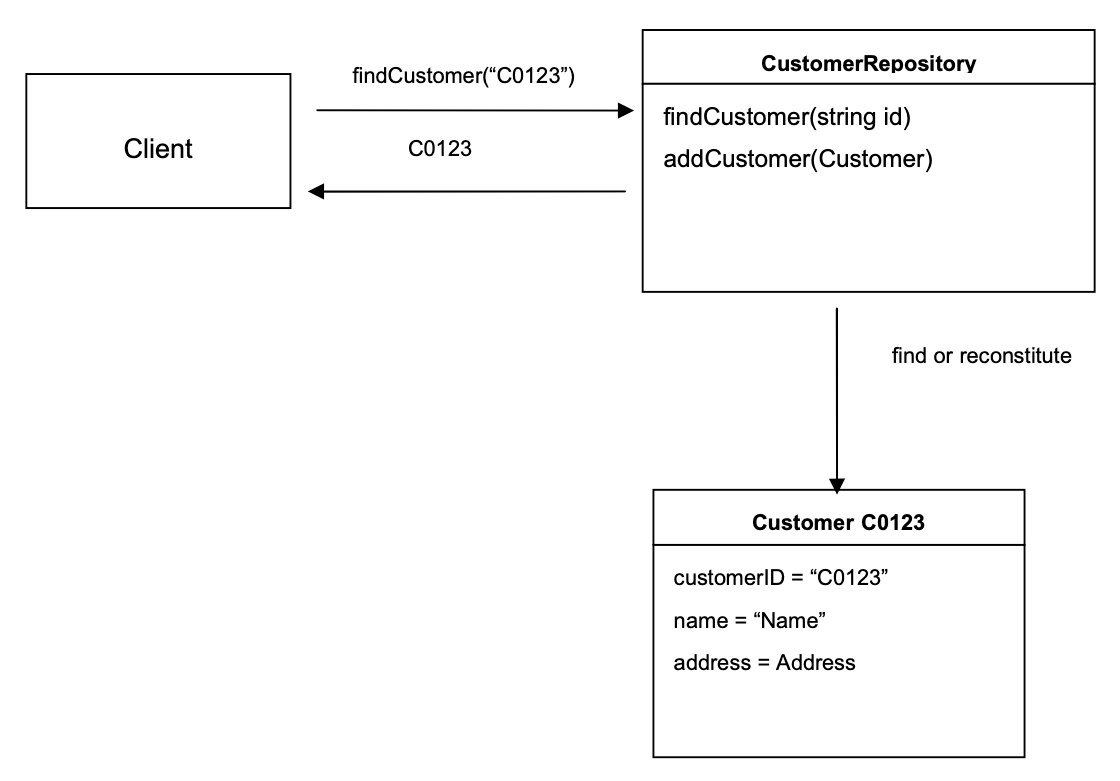 findCustomer(“C0123”)
Client
C0123
CustomerRepository
findCustomer(string id)
addCustomer(Customer)
find or reconstitute
Customer C0123
customerID = “C0123”
name = “Name”
address = Address